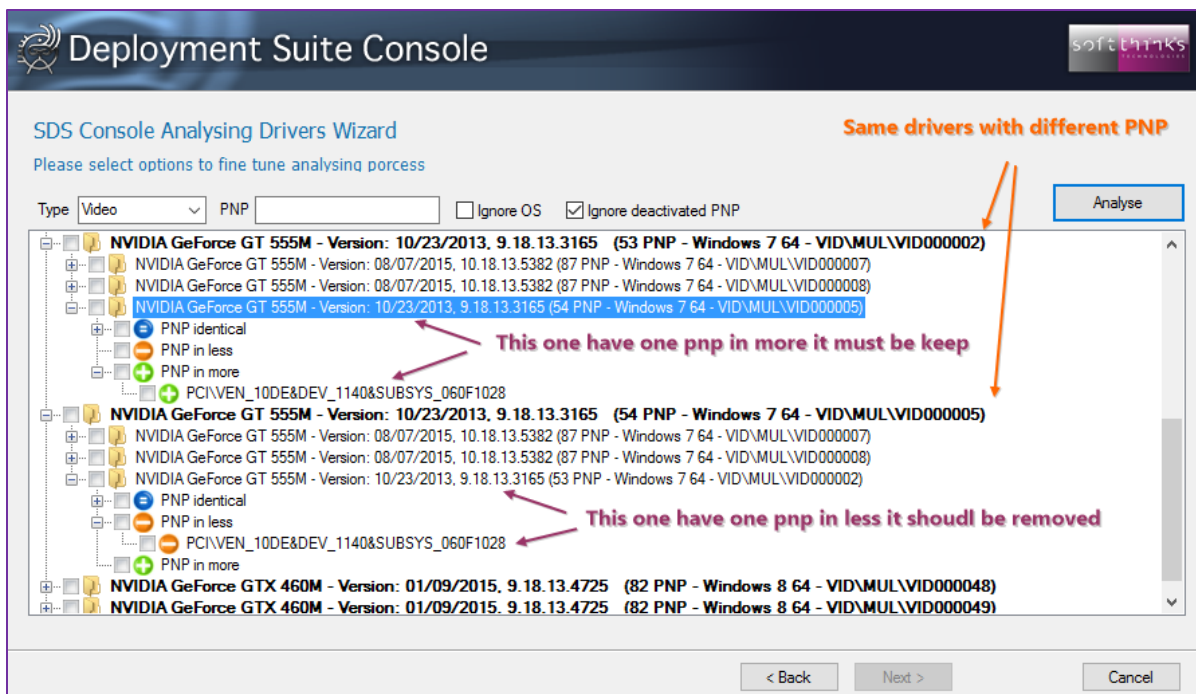 Deployment Suite Console
softthinks
TECHNOLOGIES
SDS Console Analysing Drivers Wizard
Same drivers with different PNP
Please select options to fine tune analysing porcess
Type Video PNP Ignore OS Ignore deactivated PNP Analyse
NVIDIA GeForce GT 555M - Version: 10/23/2013, 9.18.13.3165 (53 PNP - Windows 7 64 - VID\MUL\VID000002)
NVIDIA GeForce GT 555M - Version: 08/07/2015, 10.18.13.5382 (87 PNP - Windows 7 64 - VID\MUL\VID000007)
NVIDIA GeForce GT 555M - Version: 08/07/2015, 10.18.13.5382 (87 PNP - Windows 7 64 - VID\MUL\VID000008)
NVIDIA GeForce GT 555M - Version: 10/23/2013, 9.18.13.3165 (54 PNP - Windows 7 64 - VID\MUL\VID000005)
PNP identical
PNP in less
This one have one pnp in more it must be keep
PNP in more
PCI\VEN_10DE&DEV_1140&SUBSYS_060F1028
NVIDIA GeForce GT 555M - Version: 10/23/2013, 9.18.13.3165 (54 PNP - Windows 7 64 - VID\MUL\VID000005)
NVIDIA GeForce GT 555M - Version: 08/07/2015, 10.18.13.5382 (87 PNP - Windows 7 64 - VID\MUL\VID000007)
NVIDIA GeForce GT 555M - Version: 08/07/2015, 10.18.13.5382 (87 PNP - Windows 7 64 - VID\MUL\VID000008)
NVIDIA GeForce GT 555M - Version: 10/23/2013, 9.18.13.3165 (53 PNP - Windows 7 64 - VID\MUL\VID000002)
PNP identical
PNP in less
This one have one pnp in less it shoudl be removed
PCI\VEN_10DE&DEV_1140&SUBSYS_060F1028
PNP in more
NVIDIA GeForce GTX 460M - Version: 01/09/2015, 9.18.13.4725 (82 PNP - Windows 8 64 - VID\MUL\VID000048)
NVIDIA GeForce GTX 460M - Version: 01/09/2015, 9.18.13.4725 (82 PNP - Windows 8 64 - VID\MUL\VID000049)
< Back Next > Cancel